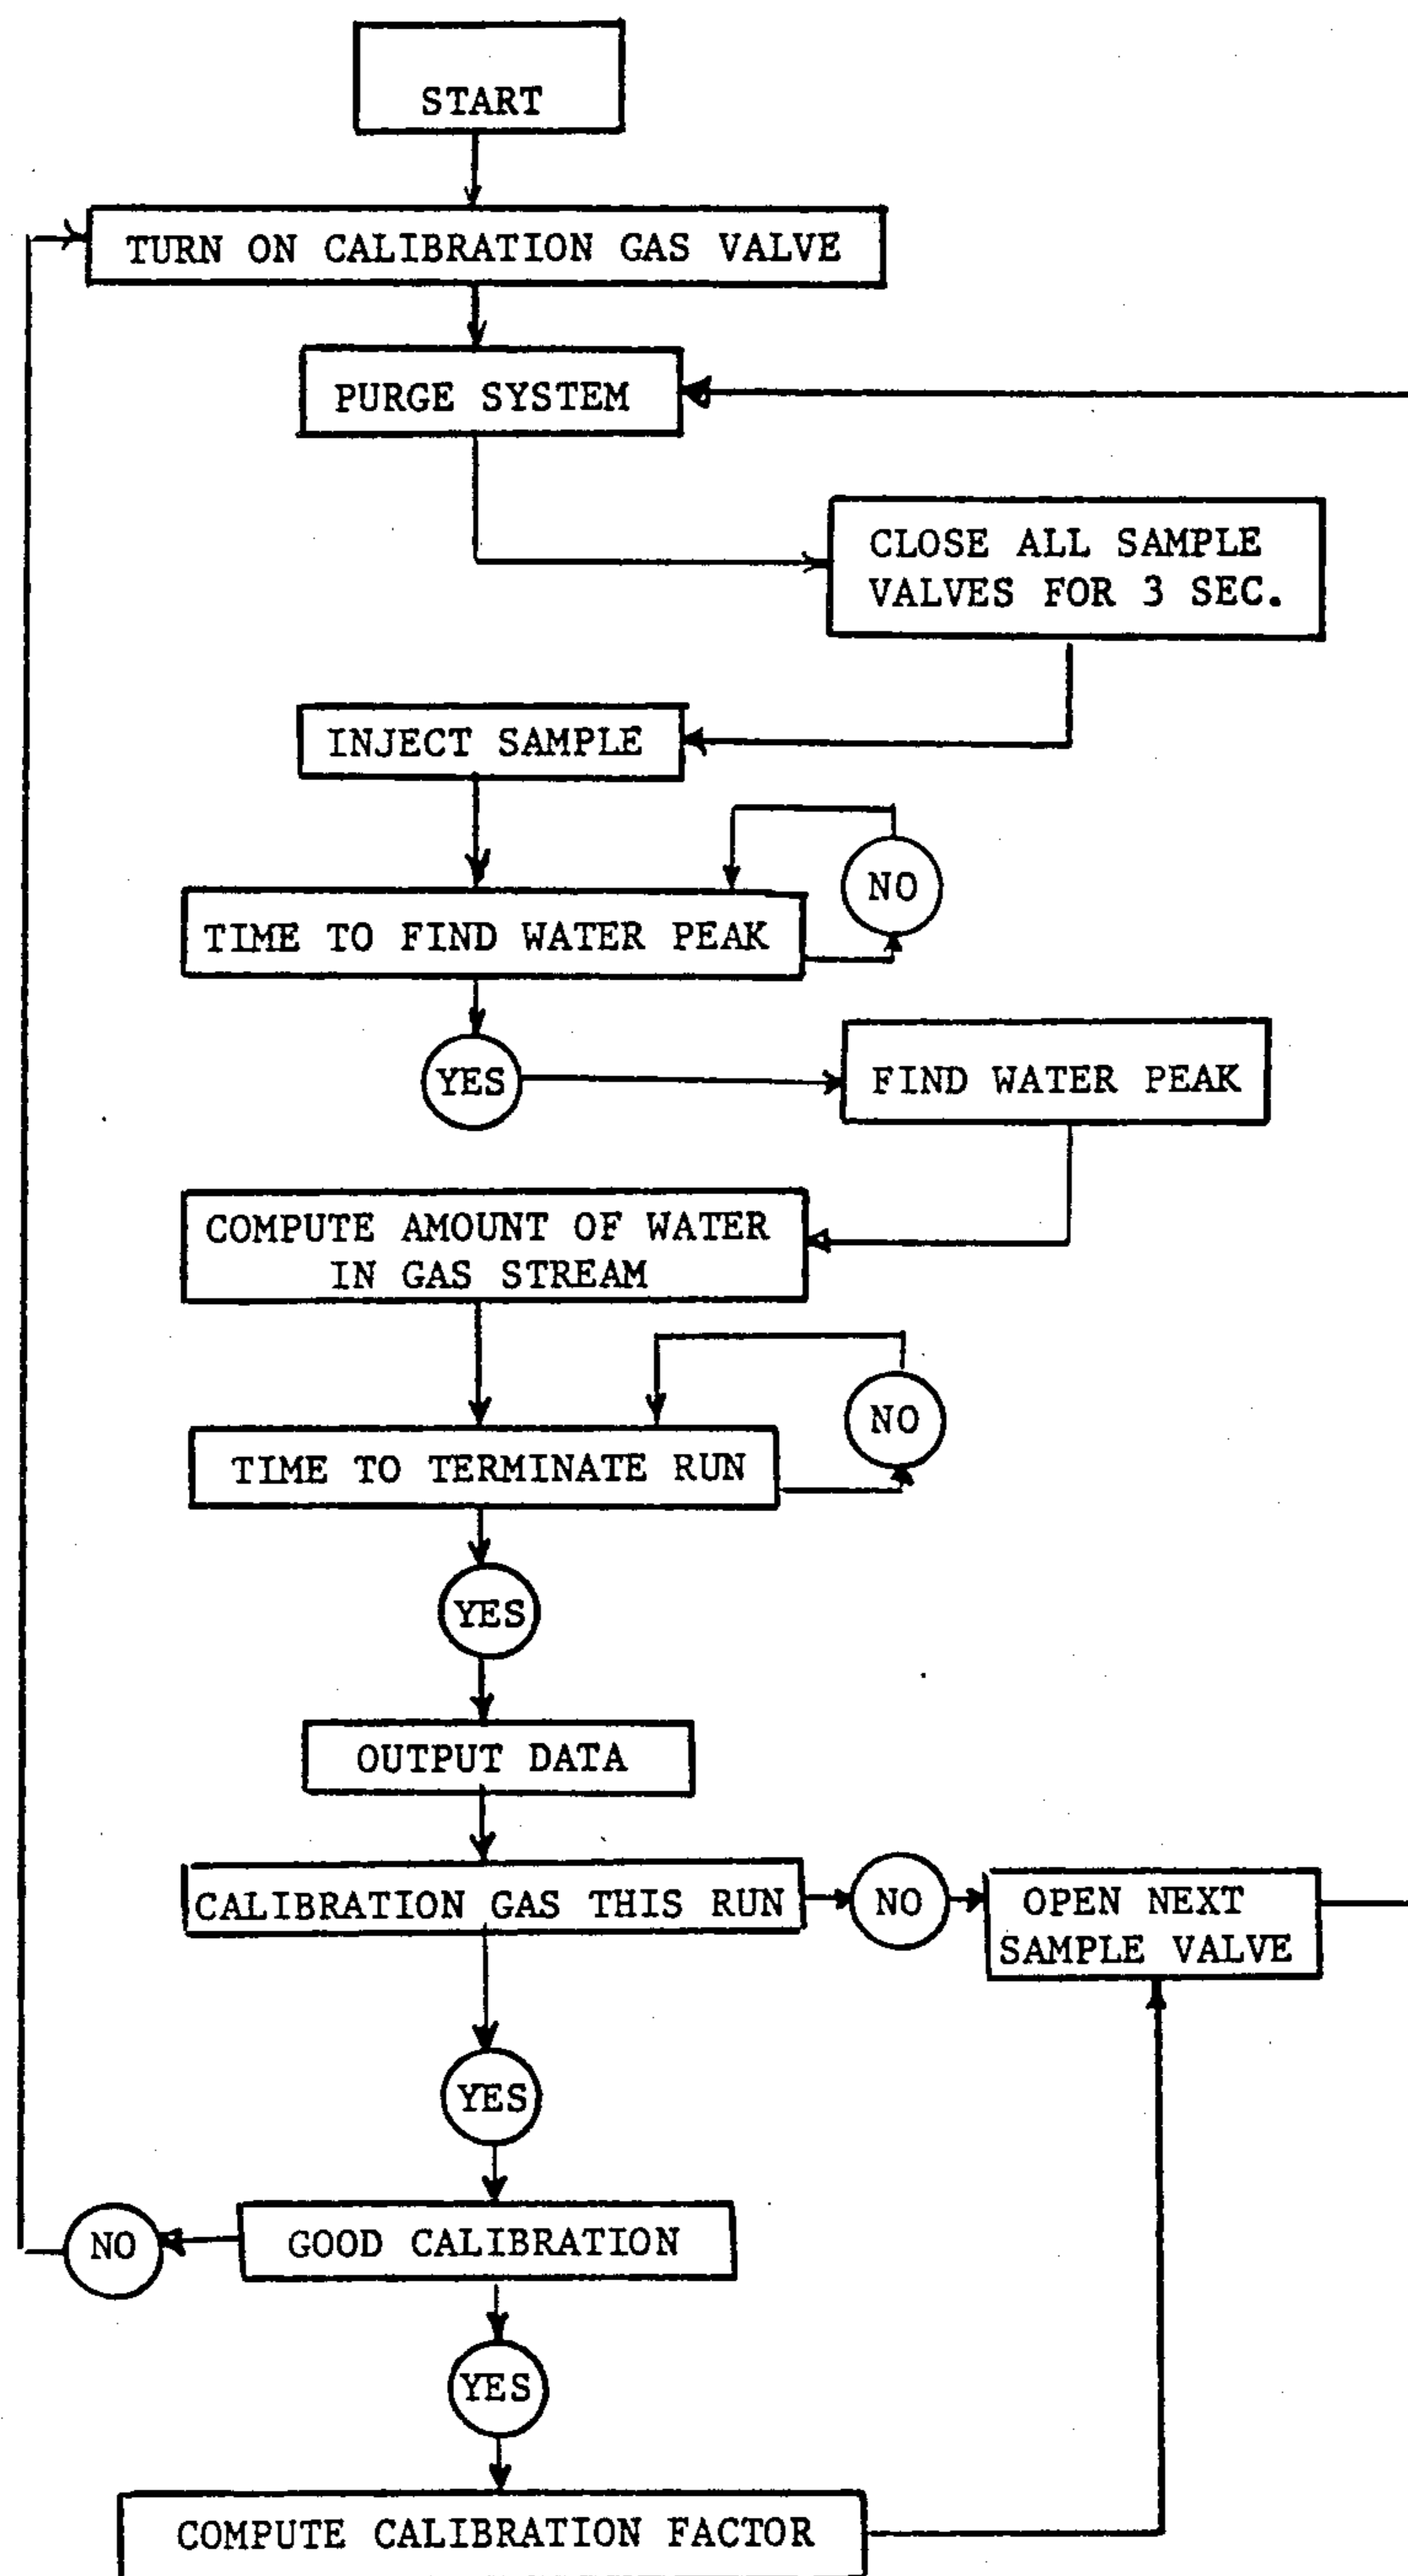 START
TURN ON CALIBRATION GAS VALVE
PURGE SYSTEM
CLOSE ALL SAMPLE
VALVES FOR 3 SEC.
INJECT SAMPLE
NO
TIME TO FIND WATER PEAK
YES
FIND WATER PEAK
COMPUTE AMOUNT OF WATER
IN GAS STREAM
NO
TIME TO TERMINATE RUN
YES
OUTPUT DATA
CALIBRATION GAS THIS RUN
NO
OPEN NEXT
SAMPLE VALVE
YES
NO
GOOD CALIBRATION
YES
COMPUTE CALIBRATION FACTOR